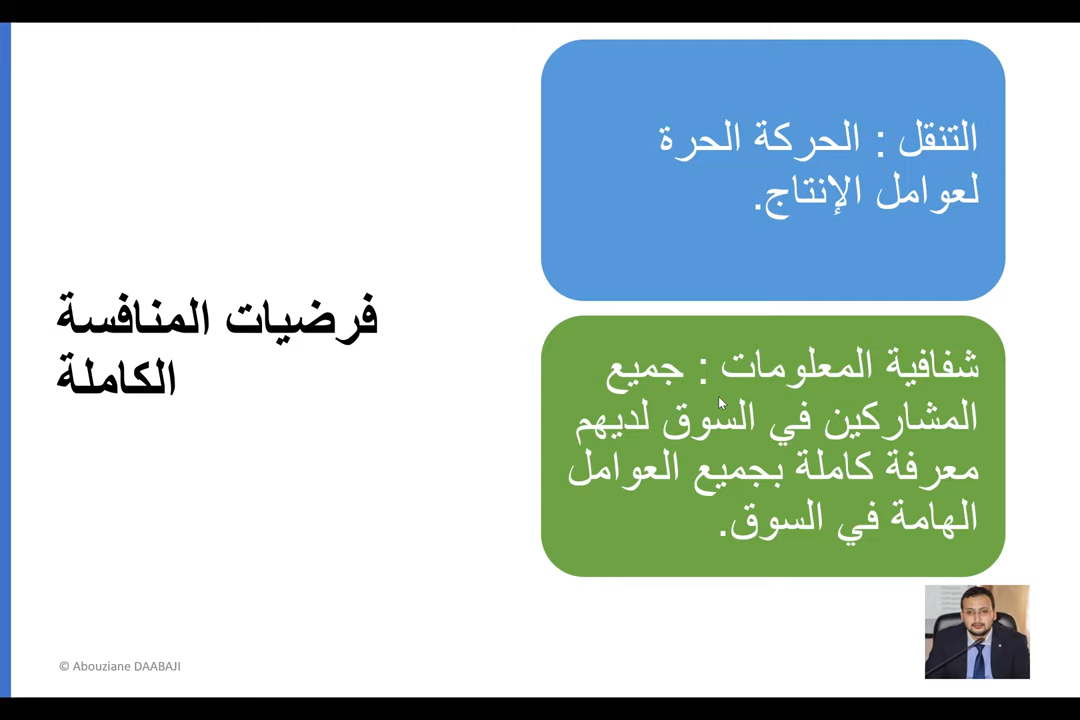 فرضيات المنافسة
الكاملة
التنقل : الحركة الحرة
لعوامل الإنتاج.
شفافية المعلومات : جميع
المشاركين في السوق لديهم
معرفة كاملة بجميع العوامل
الهامة في السوق.
© Abouziane DAABAJI